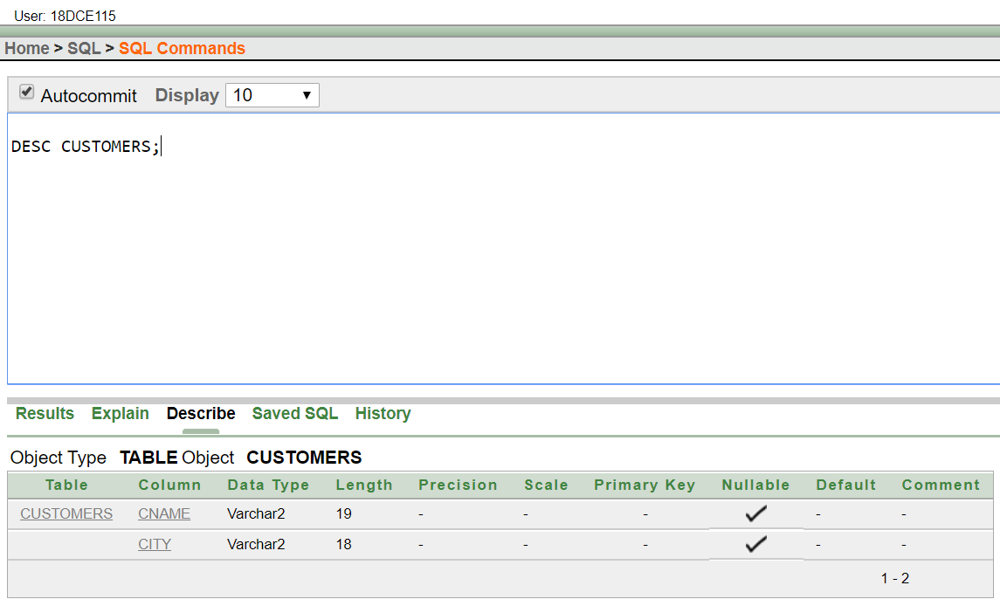 User: 18DCE115
Home > SQL > SQL Commands
Autocommit Display 10
DESC CUSTOMERS;
Results Explain Describe Saved SQL History
Object Type TABLE Object CUSTOMERS
Table Column Data Type Length Precision Scale Primary Key Nullable Default Comment
CUSTOMERS CNAME Varchar2 19 - - - - -
CITY Varchar2 18 - - - - -
1 - 2